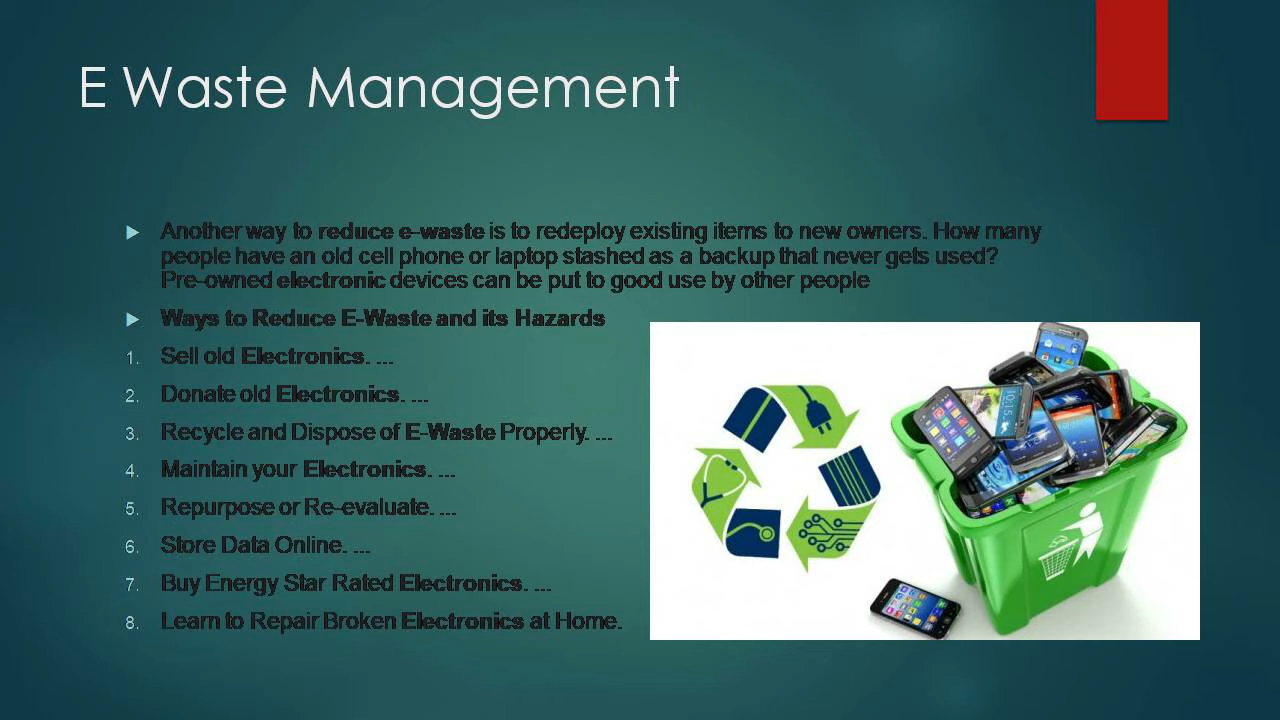 E Waste Management
Another way to reduce e-waste is to redeploy existing items to new owners. How many
people have an old cell phone or laptop stashed as a backup that never gets used?
Pre-owned electronic devices can be put to good use by other people
Ways to Reduce E-Waste and its Hazards
1. Sell old Electronics. ...
2. Donate old Electronics. ...
3. Recycle and Dispose of E-Waste Properly. ...
4. Maintain your Electronics. ...
5. Repurpose or Re-evaluate. ...
6. Store Data Online. ...
7. Buy Energy Star Rated Electronics. ...
8. Learn to Repair Broken Electronics at Home.
10:15